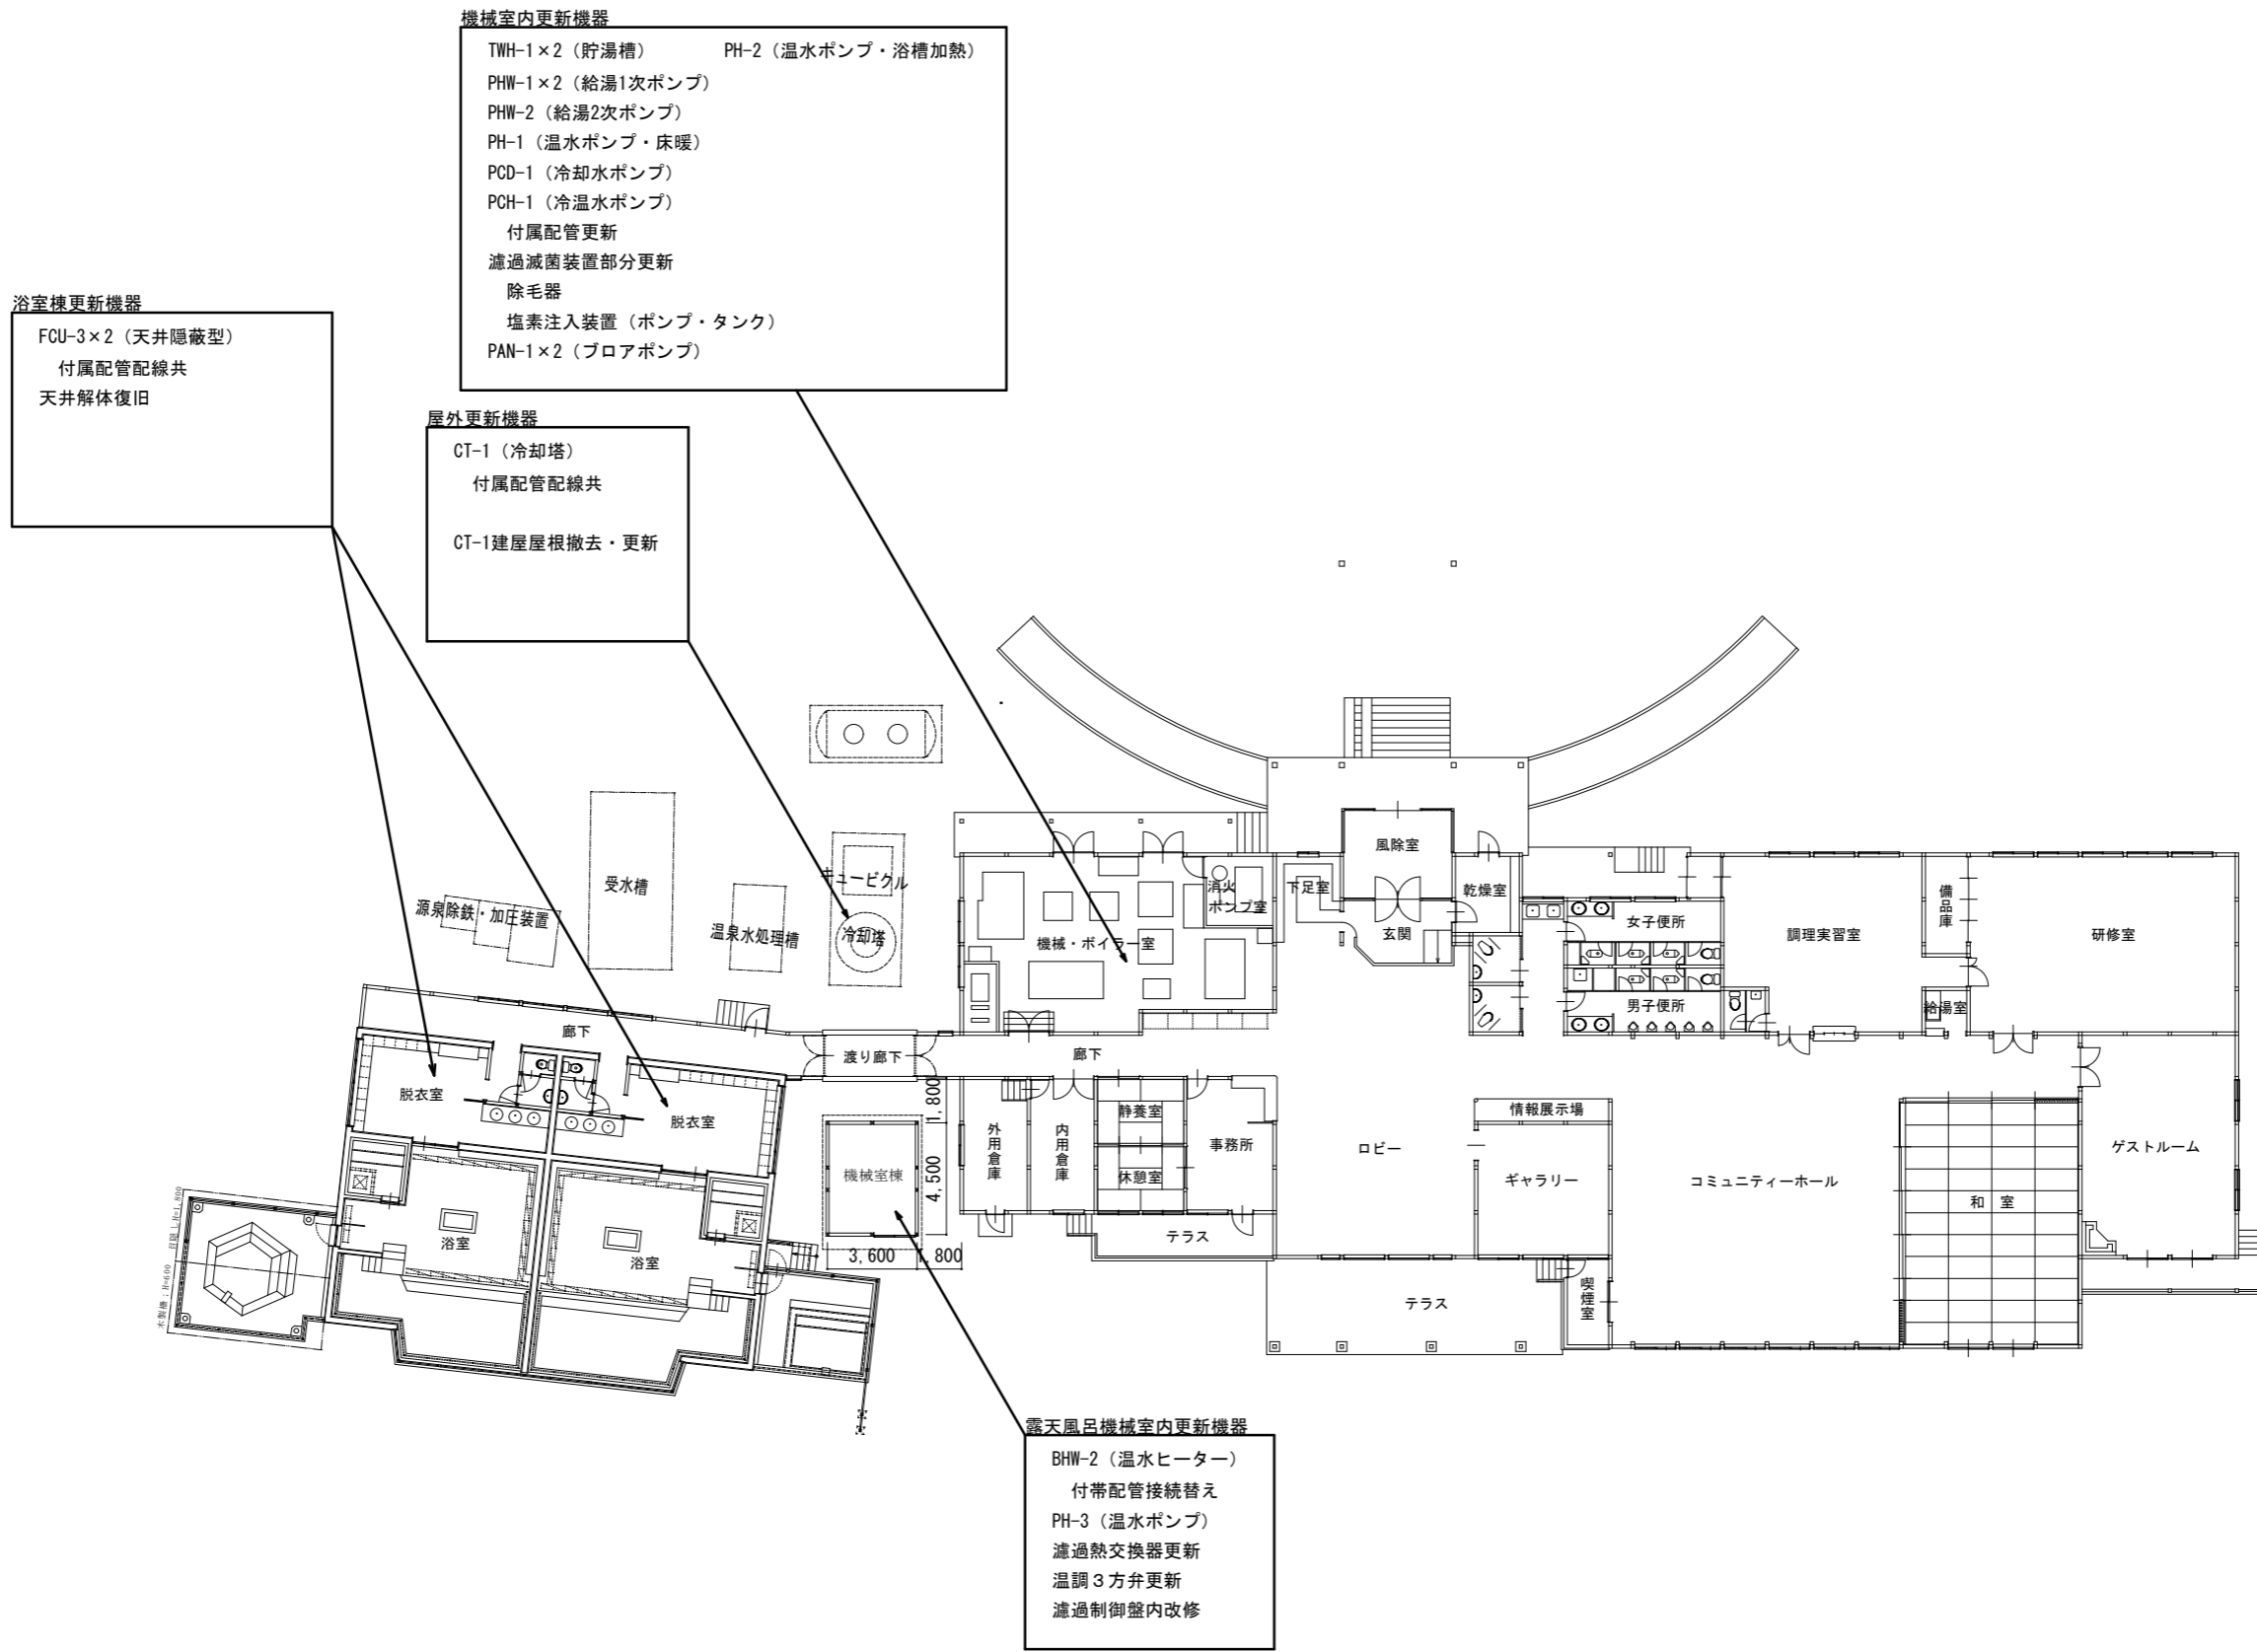 機械室内更新機器
TWH-1×2（貯湯槽）　PH-2（温水ポンプ・浴槽加熱）
PHW-1×2（給湯1次ポンプ）
PHW-2（給湯2次ポンプ）
PH-1（温水ポンプ・床暖）
PCD-1（冷却水ポンプ）
PCH-1（冷温水ポンプ）
付属配管更新
濾過滅菌装置部分更新
除毛器
塩素注入装置（ポンプ・タンク）
PAN-1×2（ブロアポンプ）
浴室棟更新機器
FCU-3×2（天井隠蔽型）
付属配管配線共
天井解体復旧
屋外更新機器
CT-1（冷却塔）
付属配管配線共
CT-1建屋屋根撤去・更新
風除室
キュービクル
受水槽
消火
ポンプ室
下足室
乾燥室
備品庫
源泉除鉄・加圧装置
温泉水処理槽
冷却塔
機械・ボイラー室
玄関
女子便所
調理実習室
研修室
男子便所
給湯室
廊下
渡り廊下
廊下
脱衣室
脱衣室
1,800
静養室
情報展示場
外用倉庫
内用倉庫
事務所
ロビー
ゲストルーム
機械室棟
4,500
休憩室
ギャラリー
コミュニティーホール
和　室
目隠しH=1,800
木製柵：H=600
浴室
浴室
テラス
3,600
1,800
喫煙室
テラス
露天風呂機械室内更新機器
BHW-2（温水ヒーター）
付帯配管接続替え
PH-3（温水ポンプ）
濾過熱交換器更新
温調３方弁更新
濾過制御盤内改修